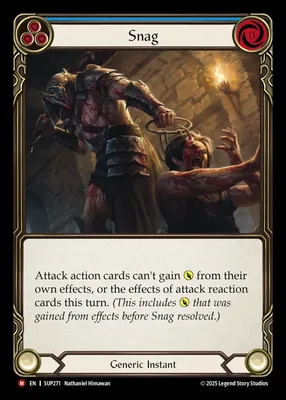 Snag
Attack action cards can't gain from their
own effects, or the effects of attack reaction
cards this turn. (This includes that was
gained from effects before Snag resolved.)
Generic Instant
M EN | SUP271 Nathaniel Himawan
© 2025 Legend Story Studios